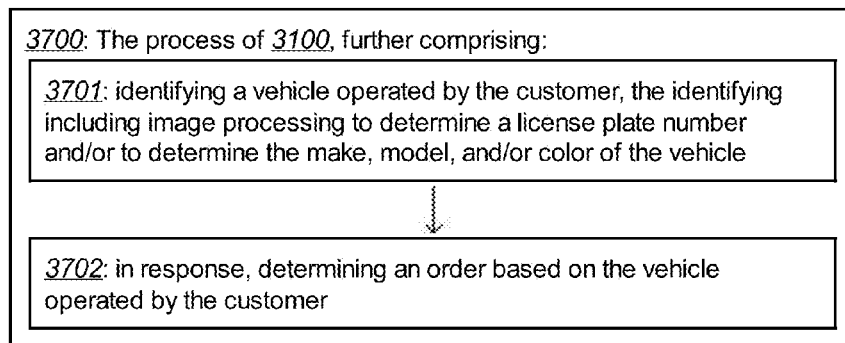 3700: The process of 3100, further comprising:
3701: identifying a vehicle operated by the customer, the identifying
including image processing to determine a license plate number
and/or to determine the make, model, and/or color of the vehicle
3702: in response, determining an order based on the vehicle
operated by the customer